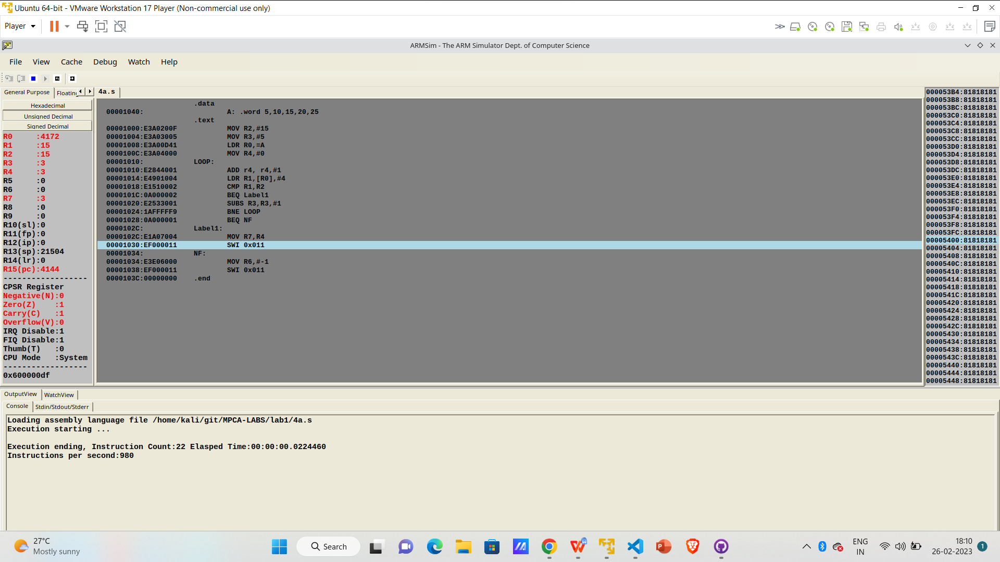 Ubuntu 64-bit - VMware Workstation 17 Player (Non-commercial use only)
Player
ARMSim - The ARM Simulator Dept. of Computer Science
File View Cache Debug Watch Help
General Purpose Floating
Hexadecimal
Unsigned Decimal
Signed Decimal
R0 :4172
R1 :15
R2 :15
R3 :3
R4 :3
R5 :0
R6 :0
R7 :3
R8 :0
R9 :0
R10(sl):0
R11(fp):0
R12(ip):0
R13(sp):21504
R14(lr):0
R15(pc):4144
------------------
CPSR Register
Negative(N):0
Zero(Z) :1
Carry(C) :1
Overflow(V):0
IRQ Disable:1
FIQ Disable:1
Thumb(T) :0
CPU Mode :System
------------------
0x600000df
4a.s
.data
00001040: A: .word 5,10,15,20,25
.text
00001000:E3A0200F MOV R2,#15
00001004:E3A03005 MOV R3,#5
00001008:E3A00D41 LDR R0,=A
0000100C:E3A04000 MOV R4,#0
00001010: LOOP:
00001010:E2844001 ADD r4, r4,#1
00001014:E4901004 LDR R1,[R0],#4
00001018:E1510002 CMP R1,R2
0000101C:0A000002 BEQ Label1
00001020:E2533001 SUBS R3,R3,#1
00001024:1AFFFFF9 BNE LOOP
00001028:0A000001 BEQ NF
0000102C: Label1:
0000102C:E1A07004 MOV R7,R4
00001030:EF000011 SWI 0x011
00001034: NF:
00001034:E3E06000 MOV R6,#-1
00001038:EF000011 SWI 0x011
0000103C:00000000 .end
000053B4:81818181
000053B8:81818181
000053BC:81818181
000053C0:81818181
000053C4:81818181
000053C8:81818181
000053CC:81818181
000053D0:81818181
000053D4:81818181
000053D8:81818181
000053DC:81818181
000053E0:81818181
000053E4:81818181
000053E8:81818181
000053EC:81818181
000053F0:81818181
000053F4:81818181
000053F8:81818181
000053FC:81818181
00005400:81818181
00005404:81818181
00005408:81818181
0000540C:81818181
00005410:81818181
00005414:81818181
00005418:81818181
0000541C:81818181
00005420:81818181
00005424:81818181
00005428:81818181
0000542C:81818181
00005430:81818181
00005434:81818181
00005438:81818181
0000543C:81818181
00005440:81818181
00005444:81818181
00005448:81818181
OutputView WatchView
Console Stdin/Stdout/Stderr
Loading assembly language file /home/kali/git/MPCA-LABS/lab1/4a.s
Execution starting ...
Execution ending, Instruction Count:22 Elasped Time:00:00:00.0224460
Instructions per second:980
27°C
Mostly sunny
Search
ENG
IN
18:10
26-02-2023
1